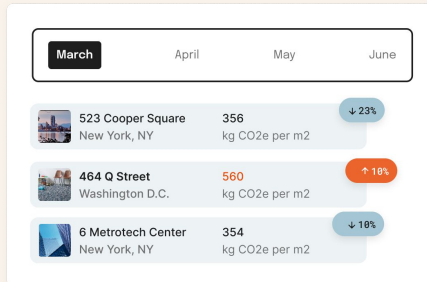 March April May June
523 Cooper Square 356 ↓ 23%
New York, NY kg CO2e per m2
464 Q Street 560 ↑ 10%
Washington D.C. kg CO2e per m2
6 Metrotech Center 354 ↓ 10%
New York, NY kg CO2e per m2